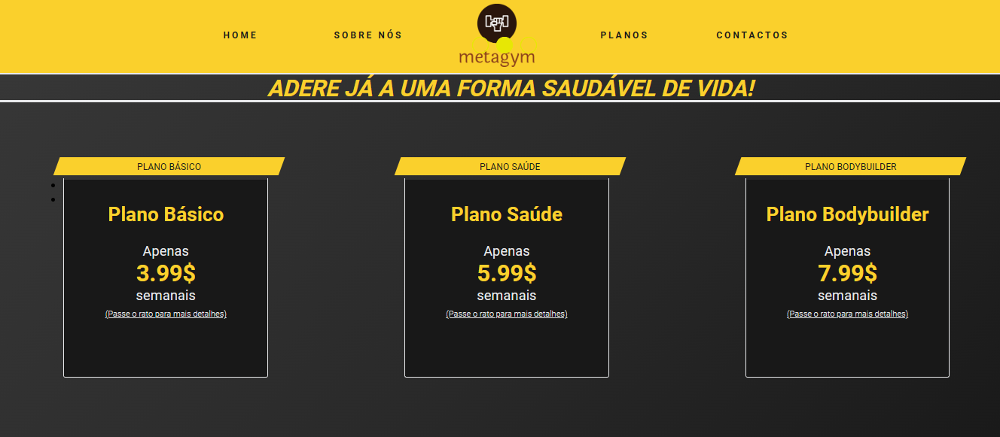 HOME
SOBRE NÓS
metagym
PLANOS
CONTACTOS
ADERE JÁ A UMA FORMA SAUDÁVEL DE VIDA!
PLANO BÁSICO
Plano Básico
Apenas
3.99$
semanais
(Passe o rato para mais detalhes)
PLANO SAÚDE
Plano Saúde
Apenas
5.99$
semanais
(Passe o rato para mais detalhes)
PLANO BODYBUILDER
Plano Bodybuilder
Apenas
7.99$
semanais
(Passe o rato para mais detalhes)